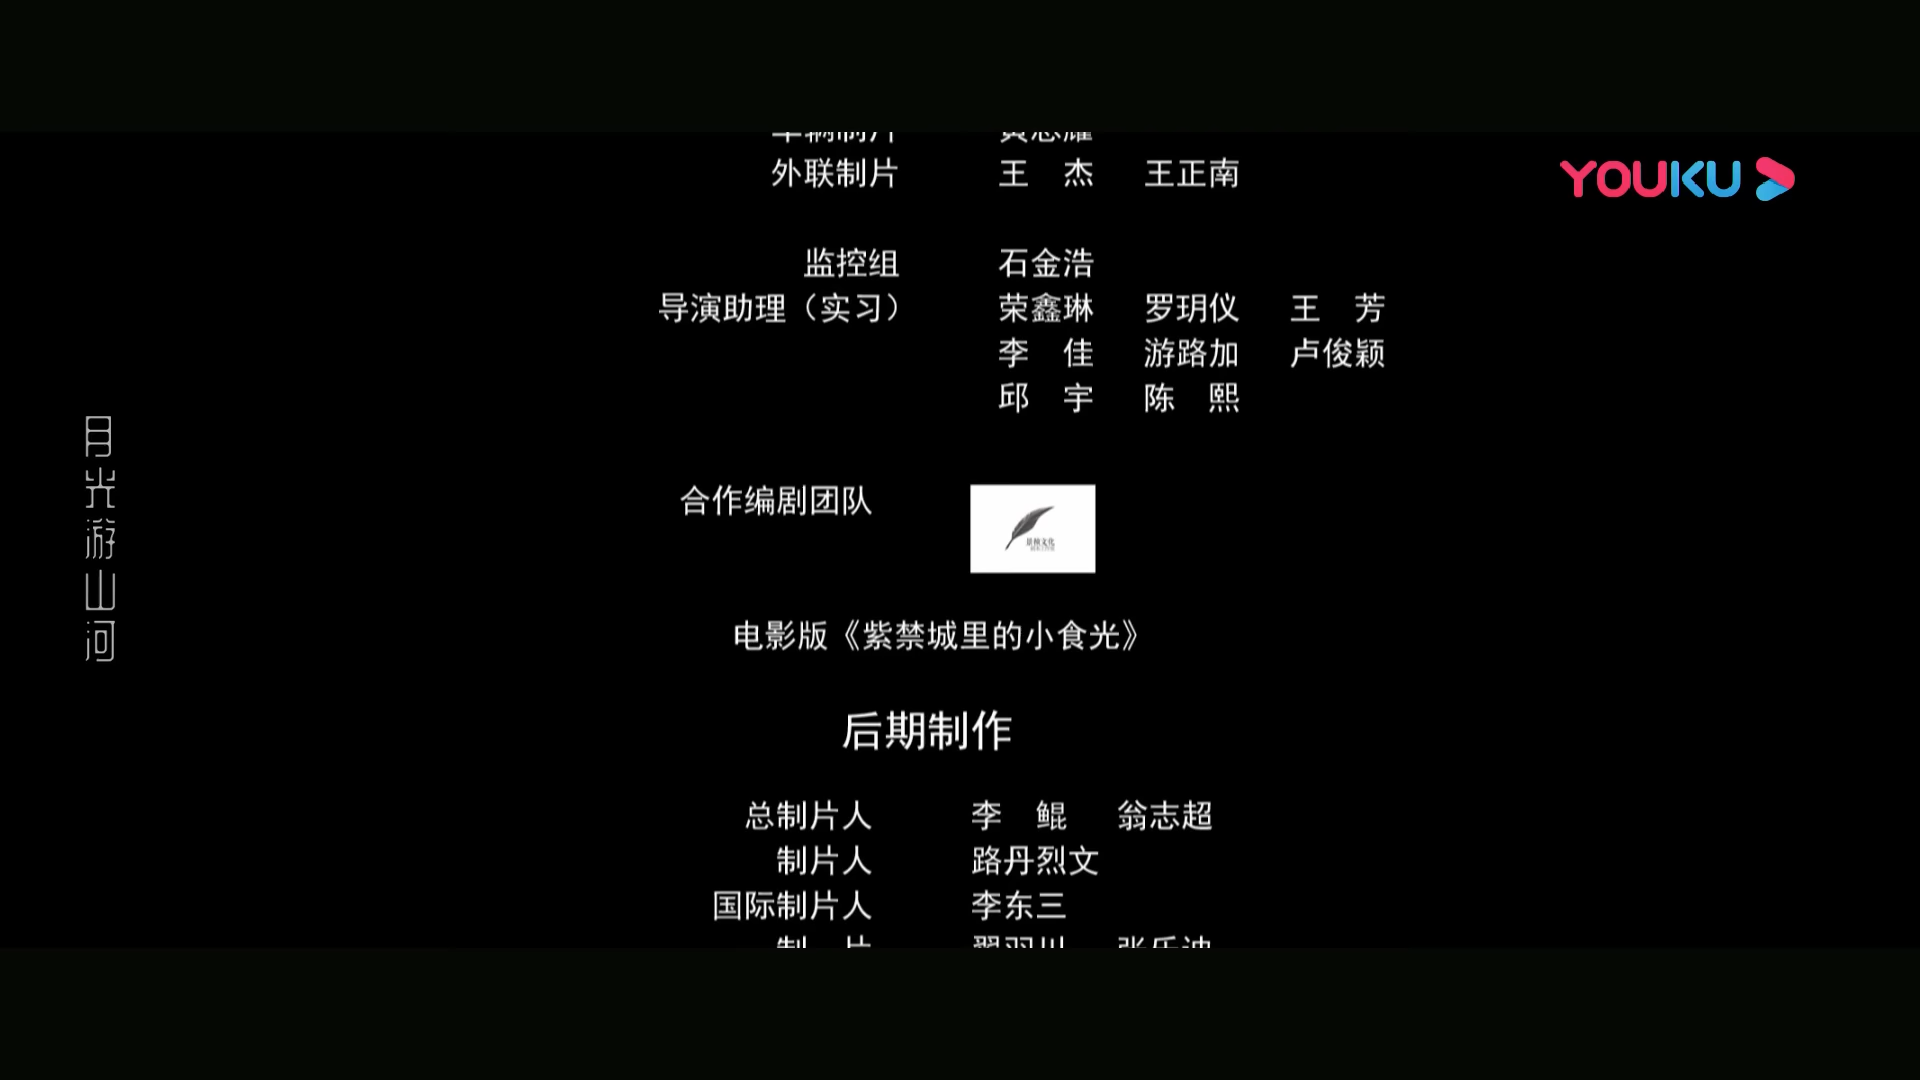 外联制片 王 杰 王正南
YOUKU
监控组 石金浩
导演助理（实习） 荣鑫琳 罗玥仪 王 芳
李 佳 游路加 卢俊颖
邱 宇 陈 熙
月光游山河
合作编剧团队
电影版《紫禁城里的小食光》
后期制作
总制片人 李 鲲 翁志超
制片人 路丹烈文
国际制片人 李东三